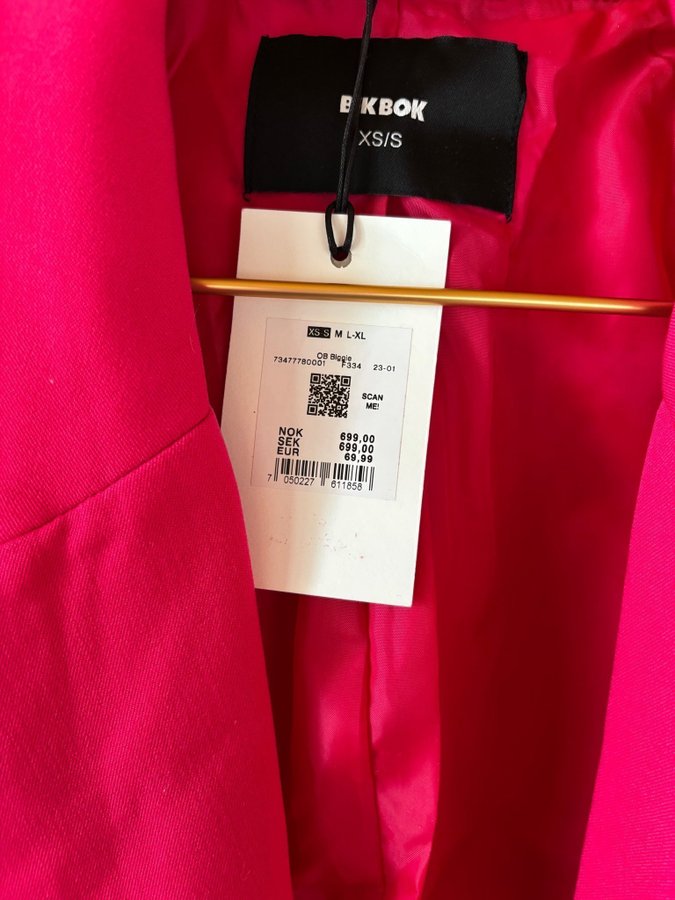 BIKBOK
XS/S
XS S M L-XL
OB Biggie
73477780001 F334 23-01
SCAN
ME!
NOK 699,00
SEK 699,00
EUR 69,99
7 050227 611858